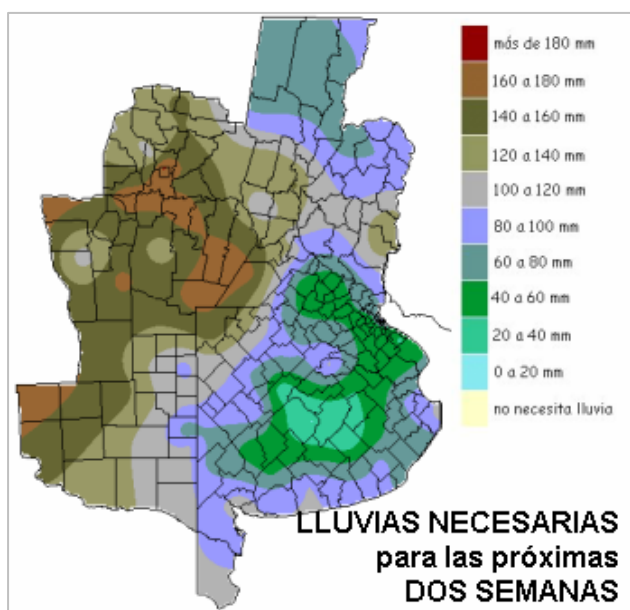 más de 180 mm
160 a 180 mm
140 a 160 mm
120 a 140 mm
100 a 120 mm
80 a 100 mm
60 a 80 mm
40 a 60 mm
20 a 40 mm
0 a 20 mm
no necesita lluvia
LLUVIAS NECESARIAS
para las próximas
DOS SEMANAS